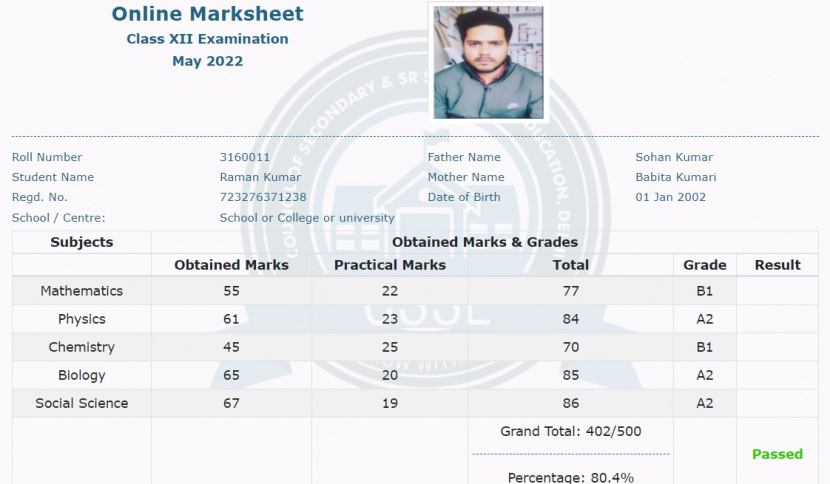 Online Marksheet
Class XII Examination
May 2022
Roll Number 3160011 Father Name Sohan Kumar
Student Name Raman Kumar Mother Name Babita Kumari
Regd. No. 723276371238 Date of Birth 01 Jan 2002
School / Centre: School or College or university
Subjects Obtained Marks & Grades
Obtained Marks Practical Marks Total Grade Result
Mathematics 55 22 77 B1
Physics 61 23 84 A2
Chemistry 45 25 70 B1
Biology 65 20 85 A2
Social Science 67 19 86 A2
Grand Total: 402/500
Passed
Percentage: 80.4%
COUNCIL OF SECONDARY & SR S